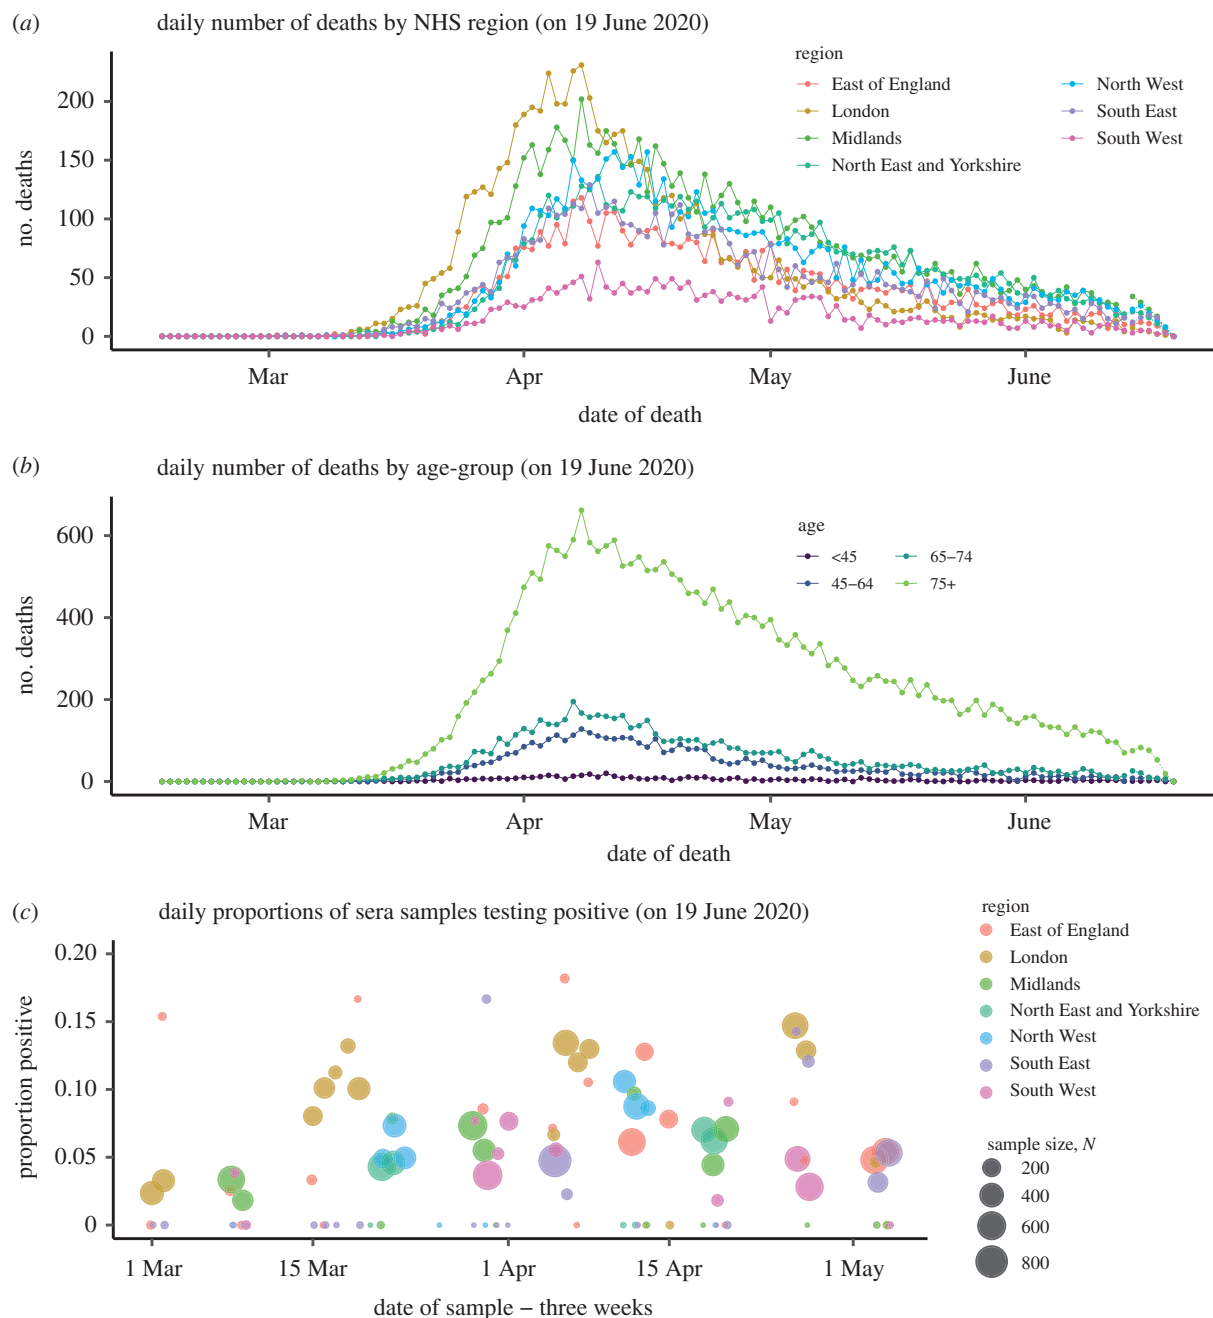 (a) daily number of deaths by NHS region (on 19 June 2020)
region
East of England
London
Midlands
North East and Yorkshire
North West
South East
South West
200
150
100
50
0
no. deaths
Mar Apr May June
date of death
(b) daily number of deaths by age-group (on 19 June 2020)
age
<45 65–74
45–64 75+
600
400
200
0
no. deaths
Mar Apr May June
date of death
(c) daily proportions of sera samples testing positive (on 19 June 2020)
region
East of England
London
Midlands
North East and Yorkshire
North West
South East
South West
sample size, N
200
400
600
800
0.20
0.15
0.10
0.05
0
proportion positive
1 Mar 15 Mar 1 Apr 15 Apr 1 May
date of sample – three weeks